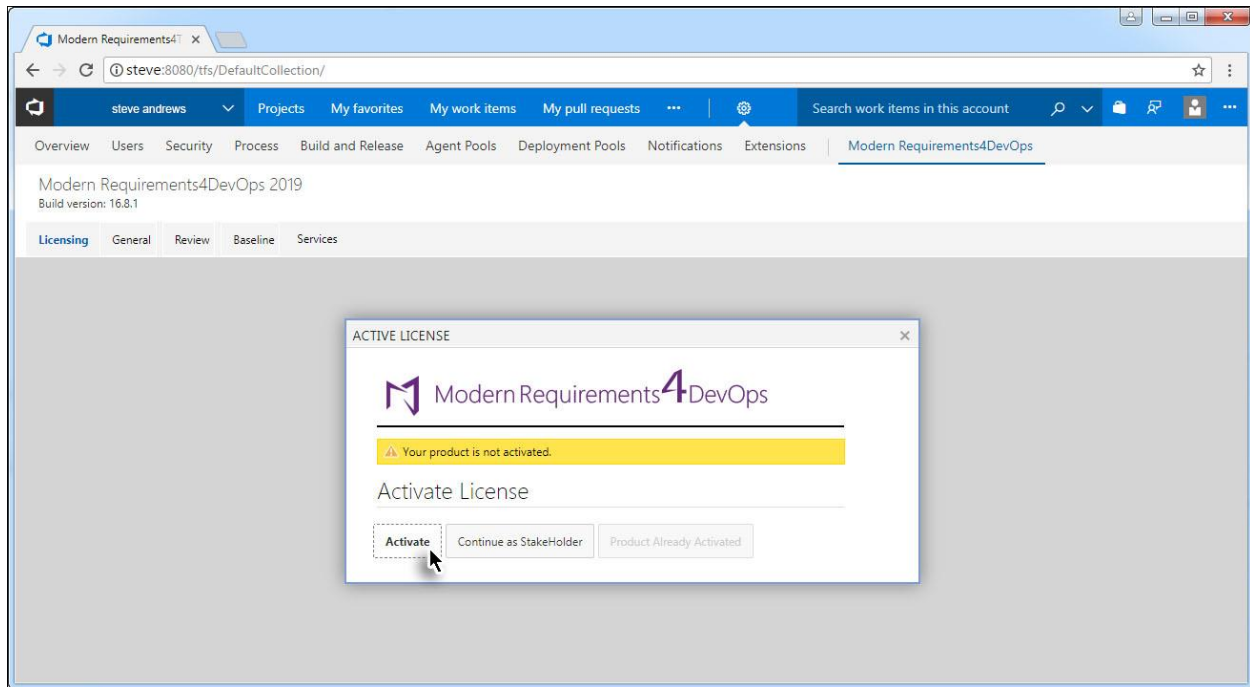 Modern Requirements4T
steve:8080/tfs/DefaultCollection/
steve andrews Projects My favorites My work items My pull requests ... Search work items in this account ...
Overview Users Security Process Build and Release Agent Pools Deployment Pools Notifications Extensions Modern Requirements4DevOps
Modern Requirements4DevOps 2019
Build version: 16.8.1
Licensing General Review Baseline Services
ACTIVE LICENSE
Modern Requirements4DevOps
Your product is not activated.
Activate License
Activate Continue as StakeHolder Product Already Activated